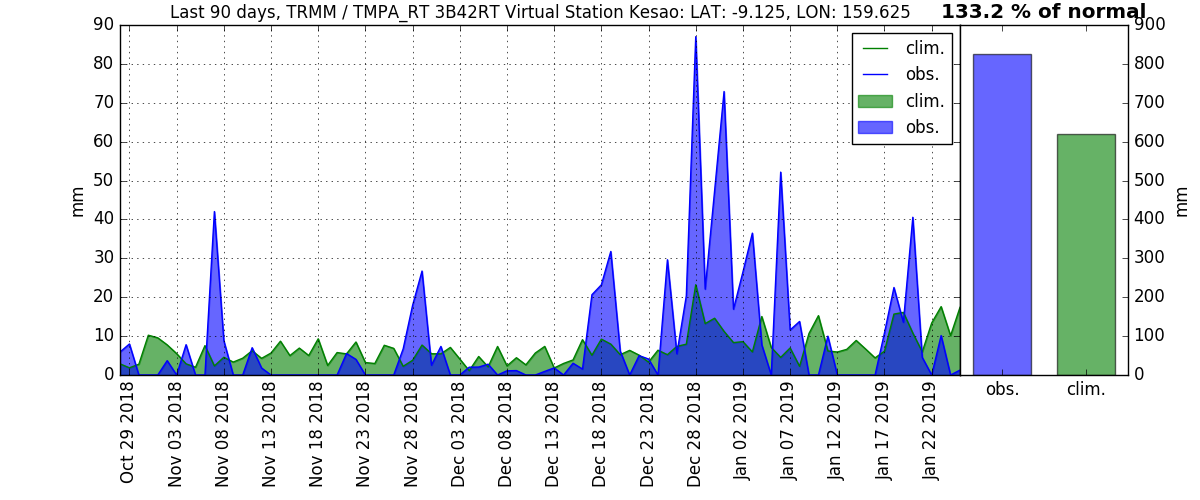 Last 90 days, TRMM / TMPA_RT 3B42RT Virtual Station Kesao: LAT: -9.125, LON: 159.625
133.2 % of normal
90
80
70
60
50
40
30
20
10
0
mm
clim.
obs.
clim.
obs.
900
800
700
600
500
400
300
200
100
0
mm
obs.
clim.
Oct 29 2018
Nov 03 2018
Nov 08 2018
Nov 13 2018
Nov 18 2018
Nov 23 2018
Nov 28 2018
Dec 03 2018
Dec 08 2018
Dec 13 2018
Dec 18 2018
Dec 23 2018
Dec 28 2018
Jan 02 2019
Jan 07 2019
Jan 12 2019
Jan 17 2019
Jan 22 2019